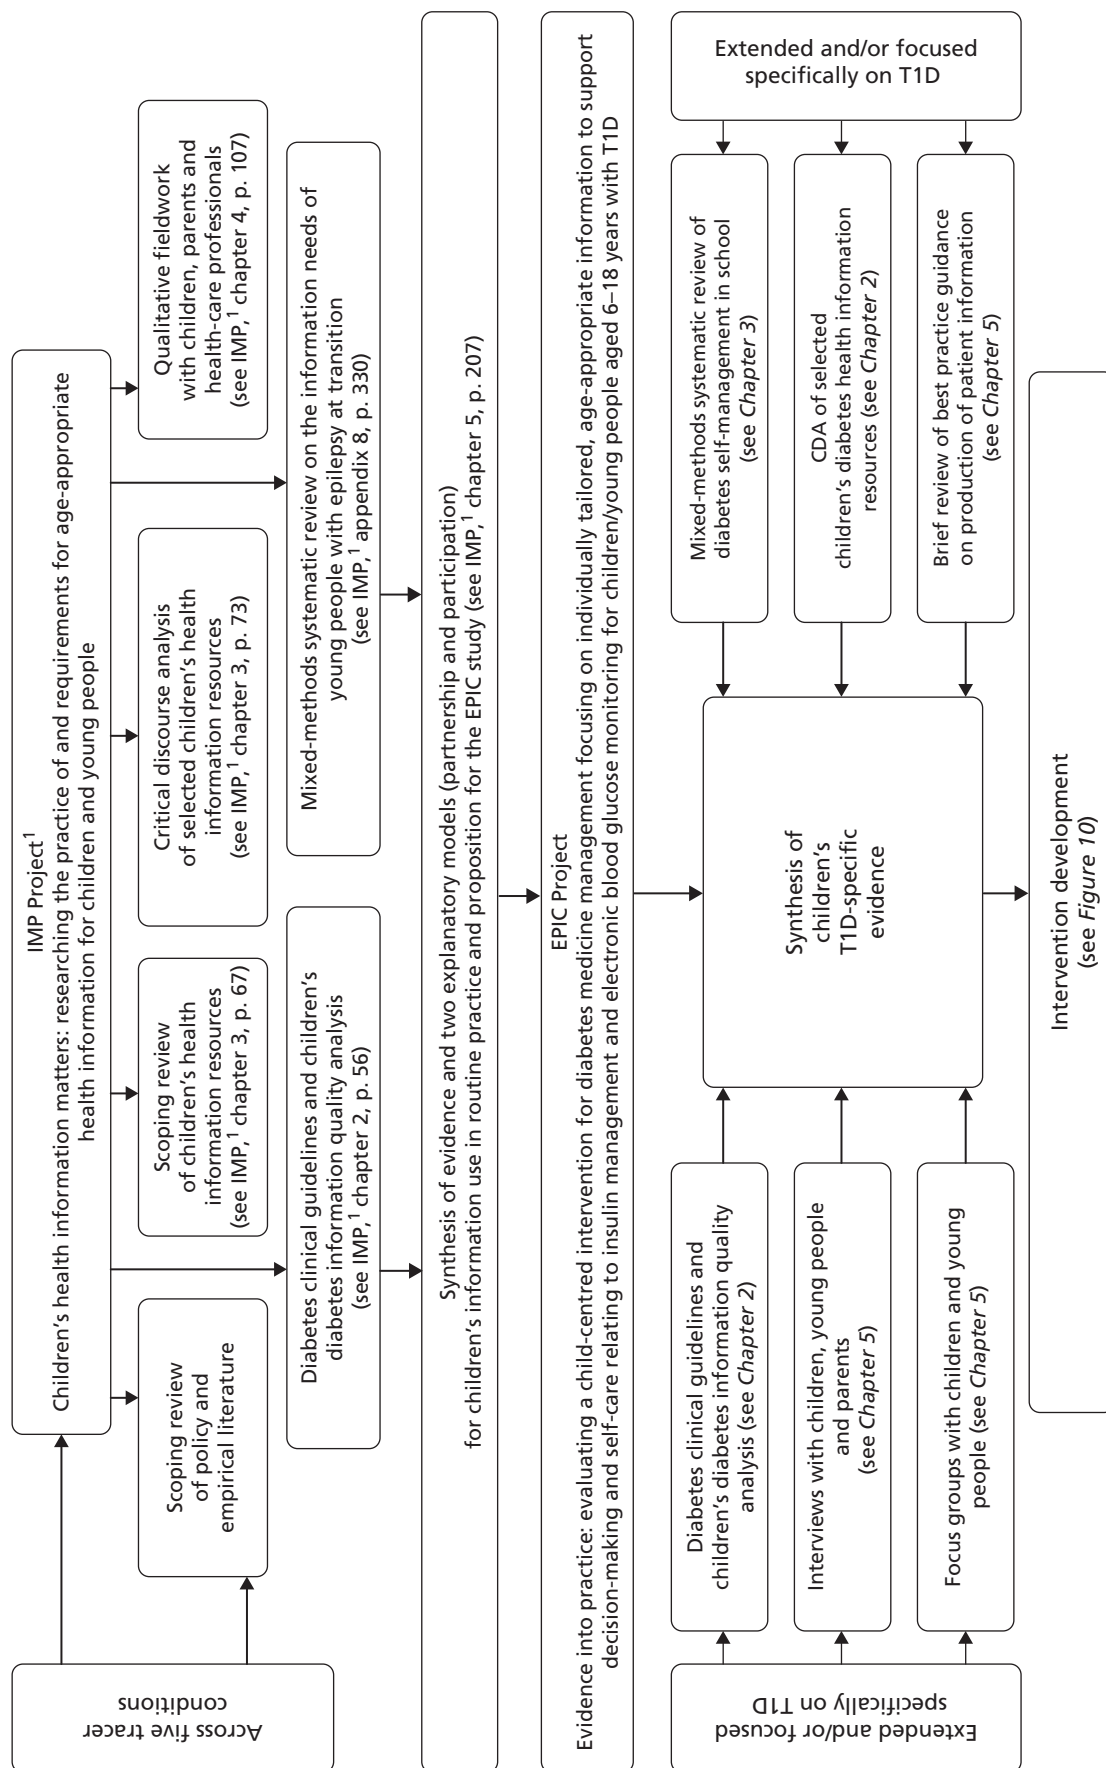 Across five tracer
conditions
IMP Project1
Children's health information matters: researching the practice of and requirements for age-appropriate
health information for children and young people
Scoping review
of policy and
empirical literature
Scoping review
of children's health
information resources
(see IMP,1 chapter 3, p. 67)
Critical discourse analysis
of selected children's health
information resources
(see IMP,1 chapter 3, p. 73)
Qualitative fieldwork
with children, parents and
health-care professionals
(see IMP,1 chapter 4, p. 107)
Diabetes clinical guidelines and children's
diabetes information quality analysis
(see IMP,1 chapter 2, p. 56)
Mixed-methods systematic review on the information needs of
young people with epilepsy at transition
(see IMP,1 appendix 8, p. 330)
Synthesis of evidence and two explanatory models (partnership and participation)
for children's information use in routine practice and proposition for the EPIC study (see IMP,1 chapter 5, p. 207)
EPIC Project
Evidence into practice: evaluating a child-centred intervention for diabetes medicine management focusing on individually tailored, age-appropriate information to support
decision-making and self-care relating to insulin management and electronic blood glucose monitoring for children/young people aged 6–18 years with T1D
Extended and/or focused
specifically on T1D
Diabetes clinical guidelines and
children's diabetes information quality
analysis (see Chapter 2)
Interviews with children, young people
and parents
(see Chapter 5)
Focus groups with children and young
people (see Chapter 5)
Synthesis of
children's
T1D-specific
evidence
Mixed-methods systematic review of
diabetes self-management in school
(see Chapter 3)
CDA of selected
children's diabetes health information
resources (see Chapter 2)
Brief review of best practice guidance
on production of patient information
(see Chapter 5)
Extended and/or focused
specifically on T1D
Intervention development
(see Figure 10)